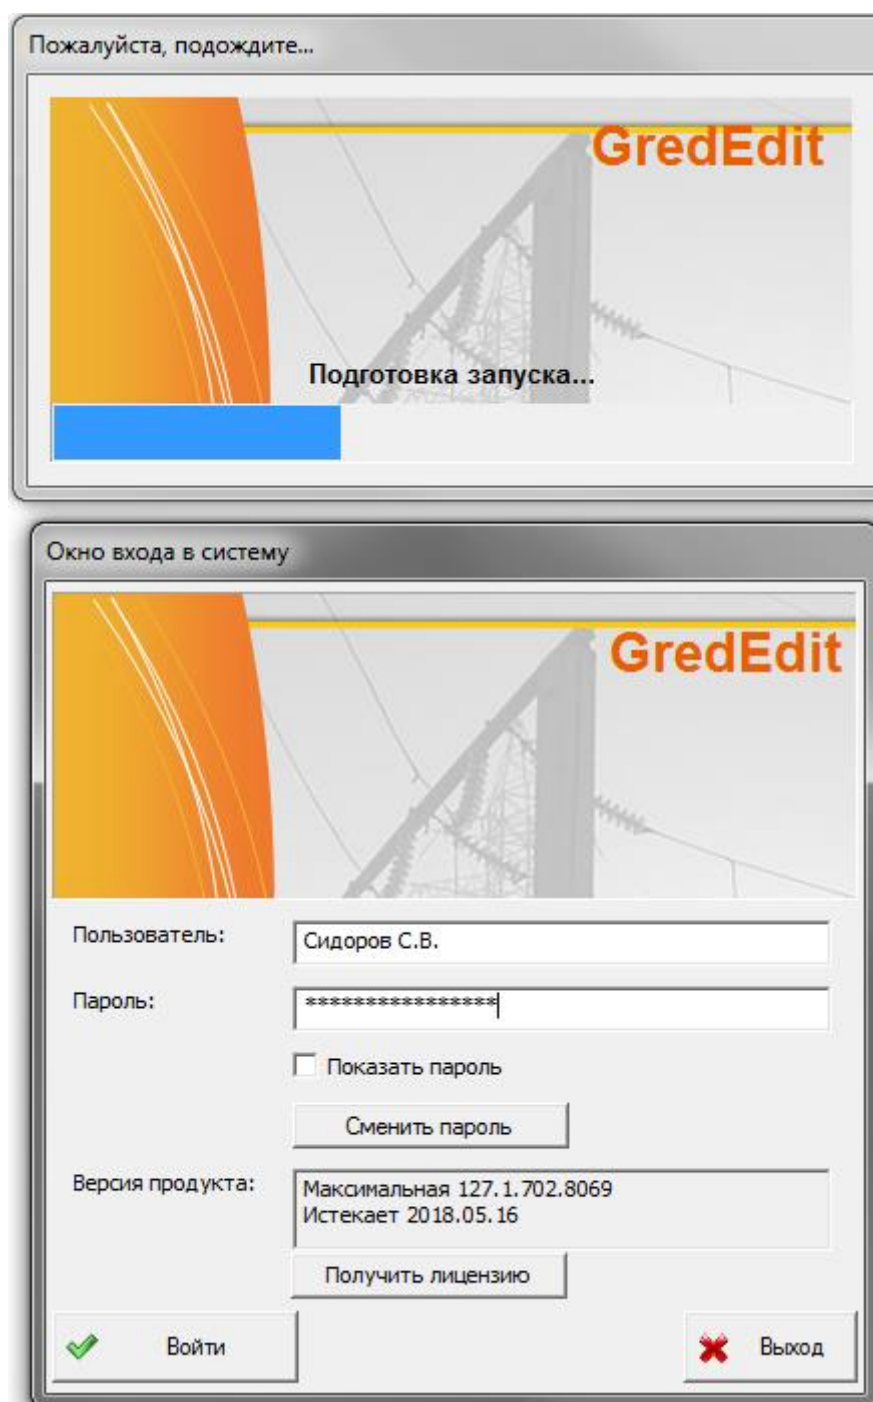 Пожалуйста, подождите...
GredEdit
Подготовка запуска...
Окно входа в систему
GredEdit
Пользователь: Сидоров С.В.
Пароль: ****************
Показать пароль
Сменить пароль
Версия продукта: Максимальная 127.1.702.8069
Истекает 2018.05.16
Получить лицензию
Войти Выход